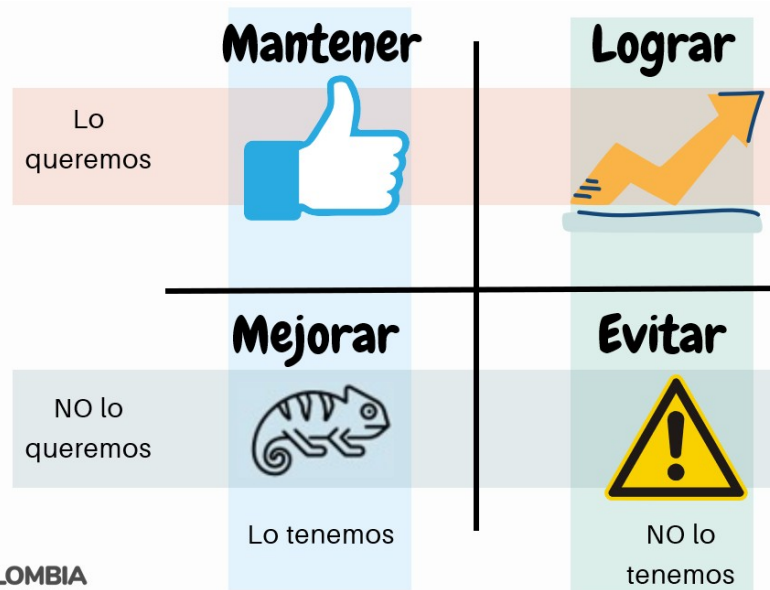 Mantener
Lograr
Lo
queremos
Mejorar
Evitar
NO lo
queremos
Lo tenemos
NO lo
tenemos
LOMBIA